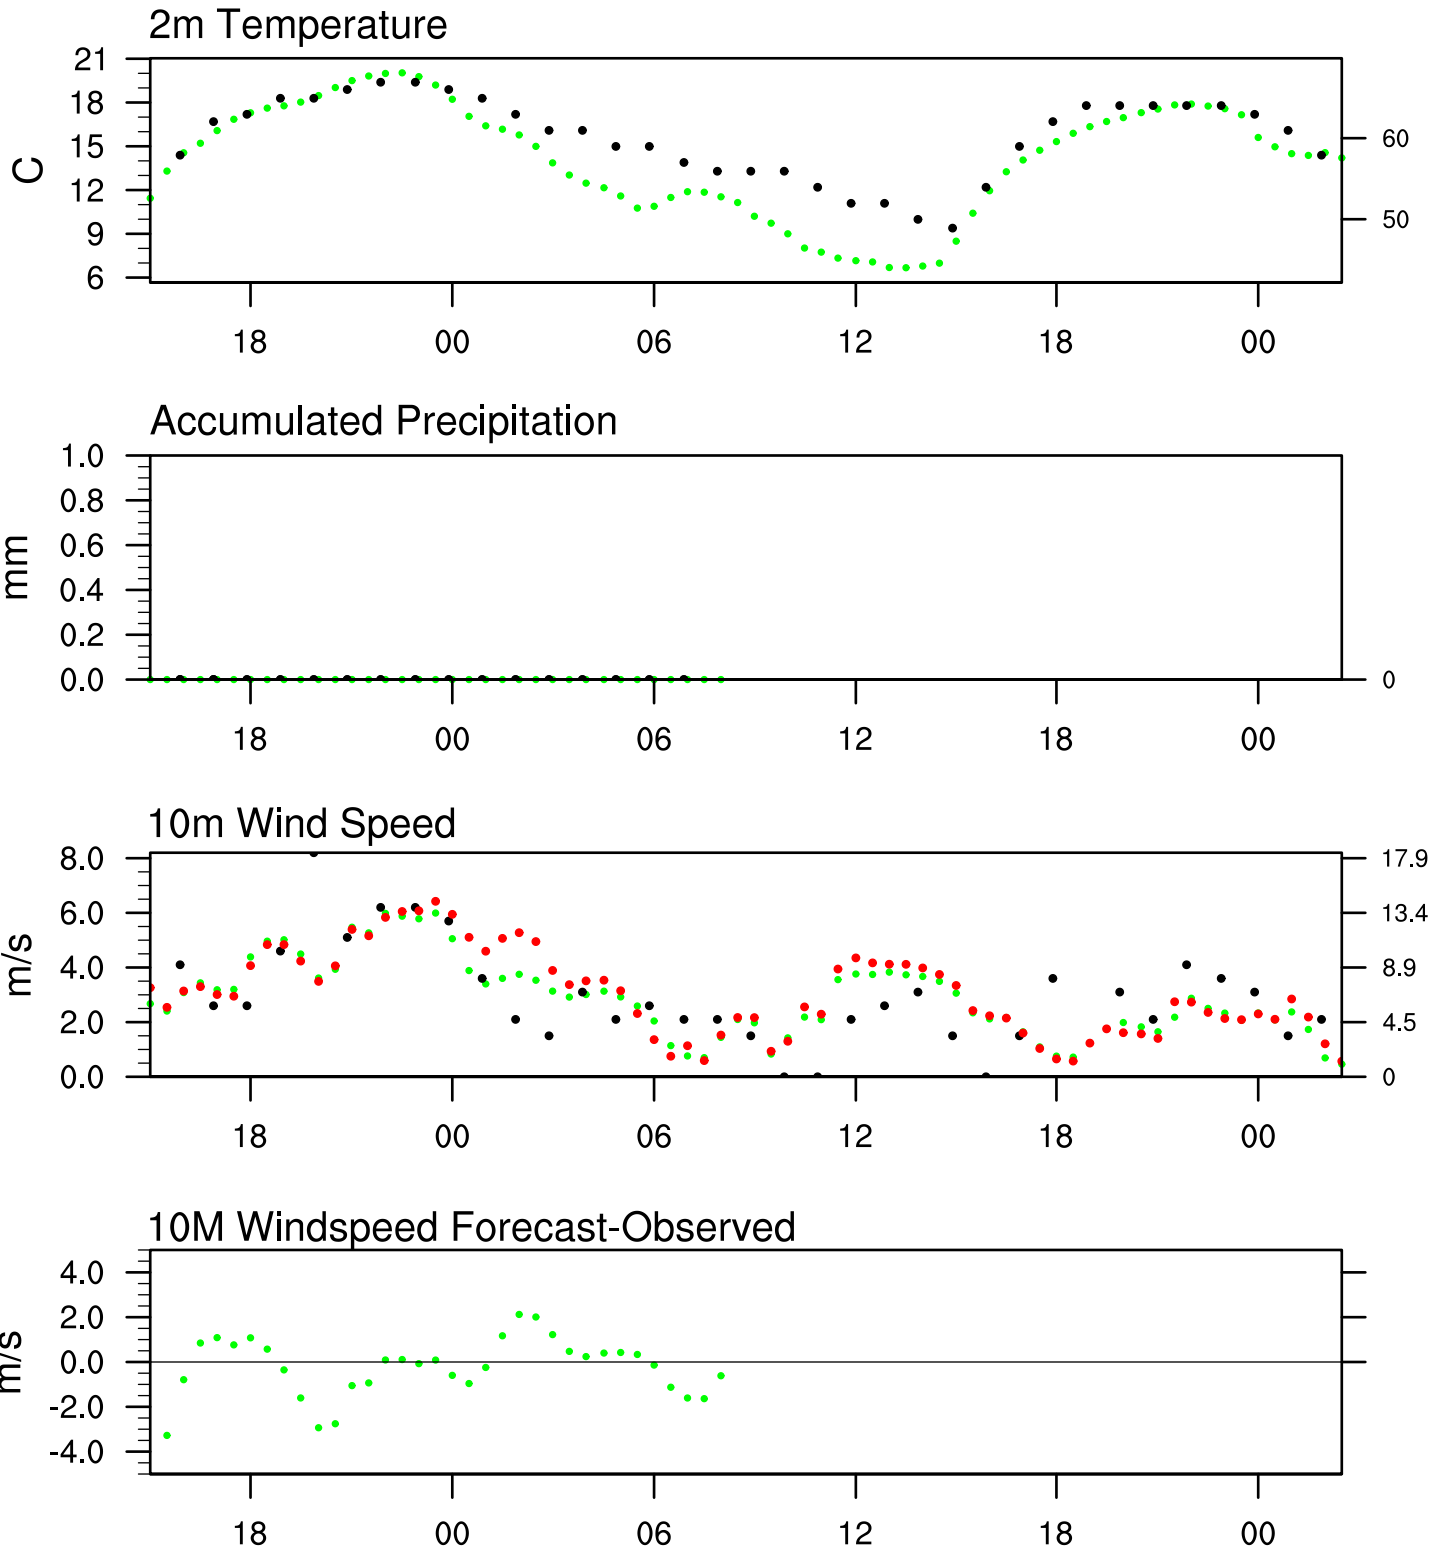 2m Temperature
21
18
15
12
9
6
C
60
50
18 00 06 12 18 00
Accumulated Precipitation
1.0
0.8
0.6
0.4
0.2
0.0
mm
0
18 00 06 12 18 00
10m Wind Speed
8.0
6.0
4.0
2.0
0.0
m/s
17.9
13.4
8.9
4.5
0
18 00 06 12 18 00
10M Windspeed Forecast-Observed
4.0
2.0
0.0
-2.0
-4.0
m/s
18 00 06 12 18 00